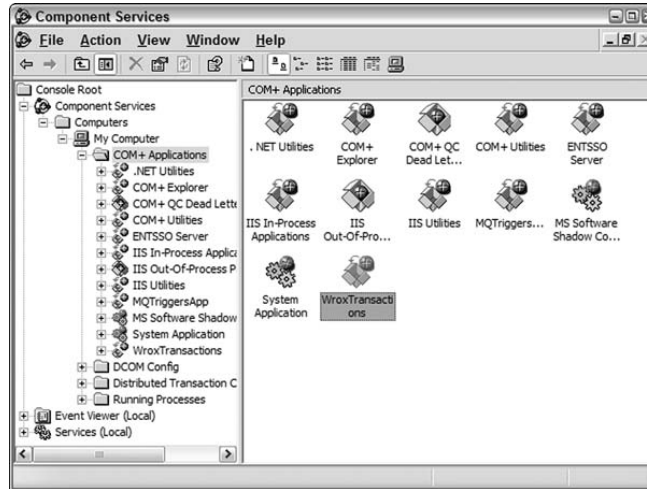 Component Services
File Action View Window Help
Console Root
Component Services
Computers
My Computer
COM+ Applications
.NET Utilities
COM+ Explorer
COM+ QC Dead Lette
COM+ Utilities
ENTSSO Server
IIS In-Process Applica
IIS Out-Of-Process P
IIS Utilities
MQTriggersApp
MS Software Shadow
System Application
WroxTransactions
DCOM Config
Distributed Transaction C
Running Processes
Event Viewer (Local)
Services (Local)
COM+ Applications
.NET Utilities
COM+
Explorer
COM+ QC
Dead Let...
COM+ Utilities
ENTSSO
Server
IIS In-Process
Applications
IIS
Out-Of-Pro...
IIS Utilities
MQTriggers...
MS Software
Shadow Co...
System
Application
WroxTransacti
ons